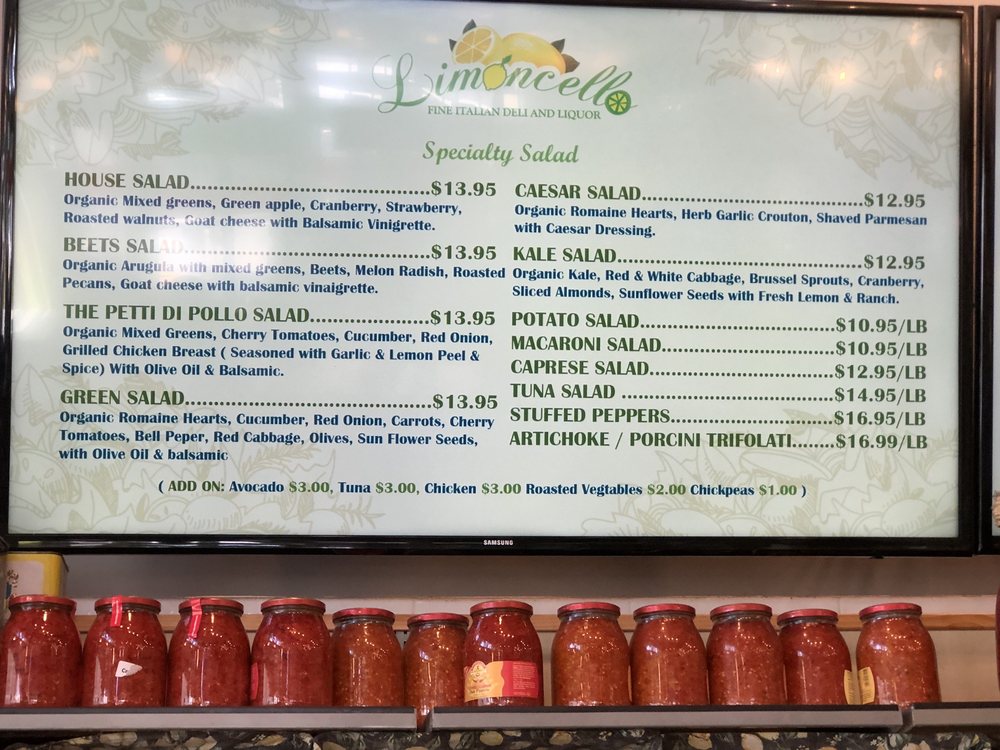 Limoncello
FINE ITALIAN DELI AND LIQUOR
Specialty Salad
HOUSE SALAD..............................................$13.95
Organic Mixed greens, Green apple, Cranberry, Strawberry,
Roasted walnuts, Goat cheese with Balsamic Vinigrette.
BEETS SALAD..............................................$13.95
Organic Arugula with mixed greens, Beets, Melon Radish, Roasted
Pecans, Goat cheese with balsamic vinaigrette.
THE PETTI DI POLLO SALAD......................$13.95
Organic Mixed Greens, Cherry Tomatoes, Cucumber, Red Onion,
Grilled Chicken Breast ( Seasoned with Garlic & Lemon Peel &
Spice) With Olive Oil & Balsamic.
GREEN SALAD..............................................$13.95
Organic Romaine Hearts, Cucumber, Red Onion, Carrots, Cherry
Tomatoes, Bell Peper, Red Cabbage, Olives, Sun Flower Seeds,
with Olive Oil & balsamic
CAESAR SALAD..........................................$12.95
Organic Romaine Hearts, Herb Garlic Crouton, Shaved Parmesan
with Caesar Dressing.
KALE SALAD..............................................$12.95
Organic Kale, Red & White Cabbage, Brussel Sprouts, Cranberry,
Sliced Almonds, Sunflower Seeds with Fresh Lemon & Ranch.
POTATO SALAD....................................$10.95/LB
MACARONI SALAD................................$10.95/LB
CAPRESE SALAD...................................$12.95/LB
TUNA SALAD .......................................$14.95/LB
STUFFED PEPPERS..............................$16.95/LB
ARTICHOKE / PORCINI TRIFOLATI........$16.99/LB
( ADD ON: Avocado $3.00, Tuna $3.00, Chicken $3.00 Roasted Vegtables $2.00 Chickpeas $1.00 )
SAMSUNG